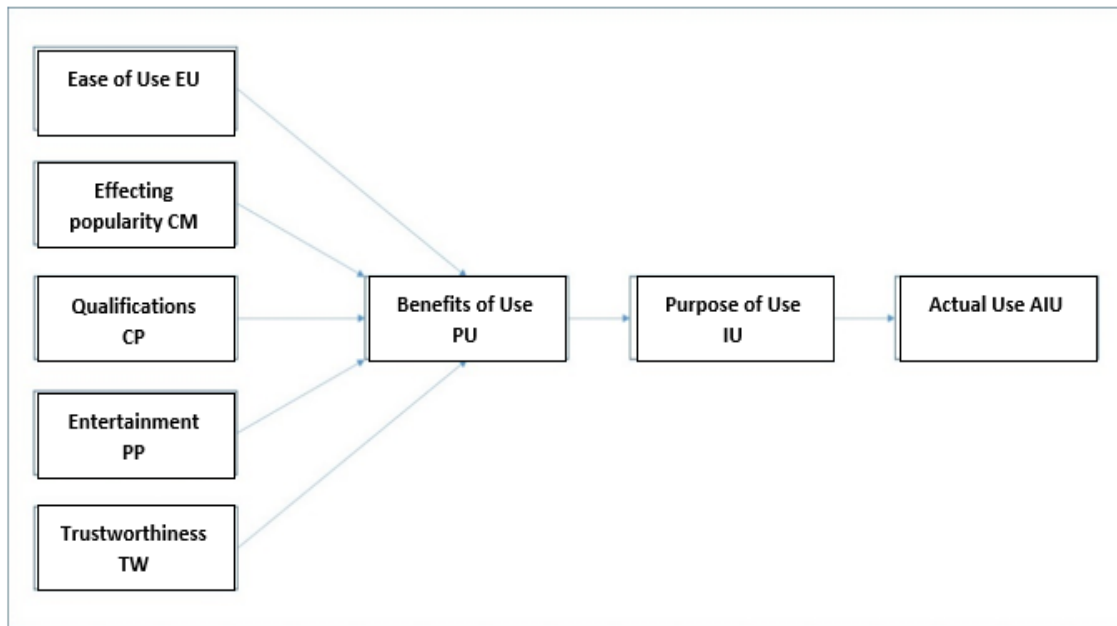 Ease of Use EU
Effecting
popularity CM
Qualifications
CP
Entertainment
PP
Trustworthiness
TW
Benefits of Use
PU
Purpose of Use
IU
Actual Use AIU